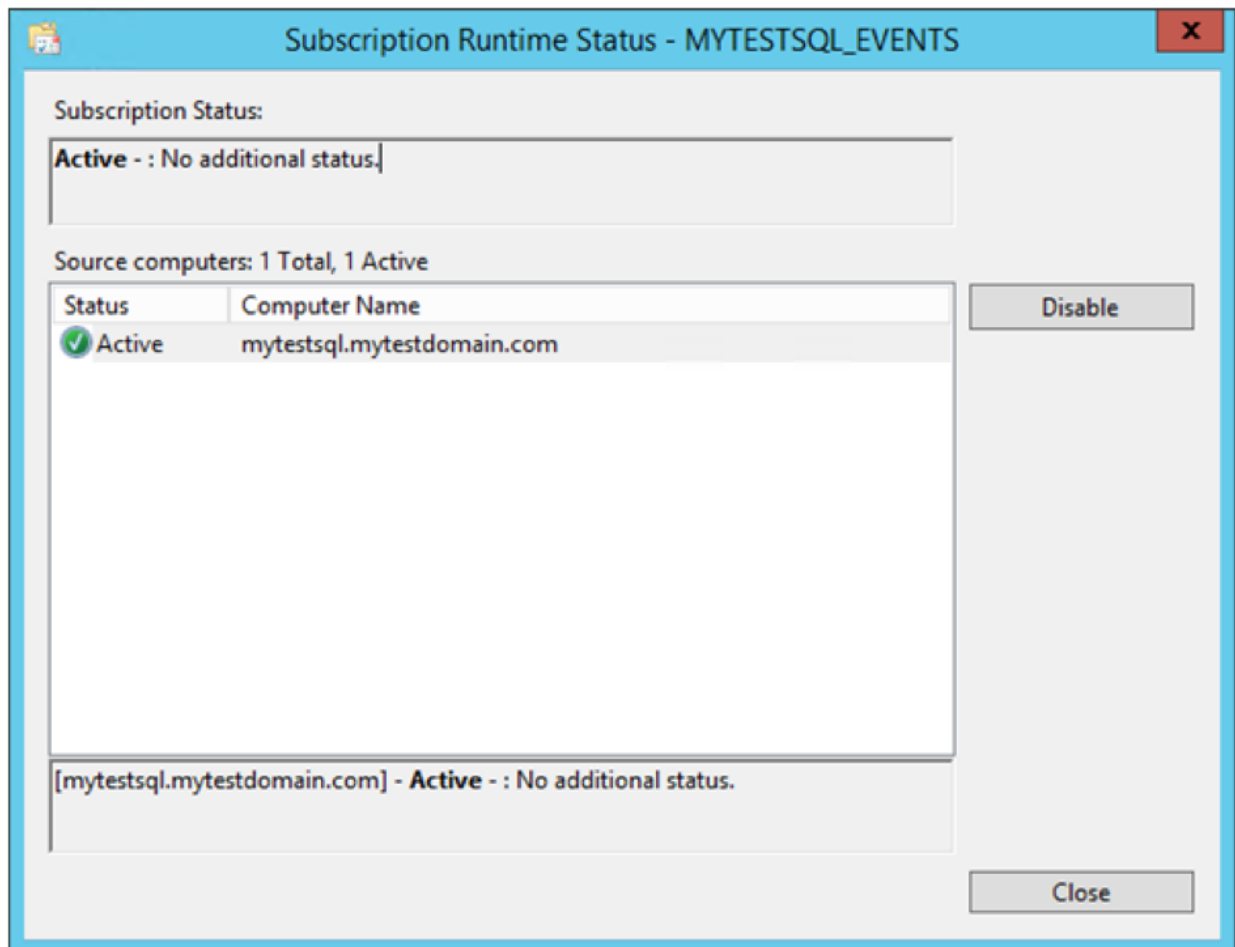 Subscription Runtime Status - MYTESTSQL_EVENTS
x
Subscription Status:
Active - : No additional status.
Source computers: 1 Total, 1 Active
Status Computer Name
Disable
Active mytestsql.mytestdomain.com
[mytestsql.mytestdomain.com] - Active - : No additional status.
Close